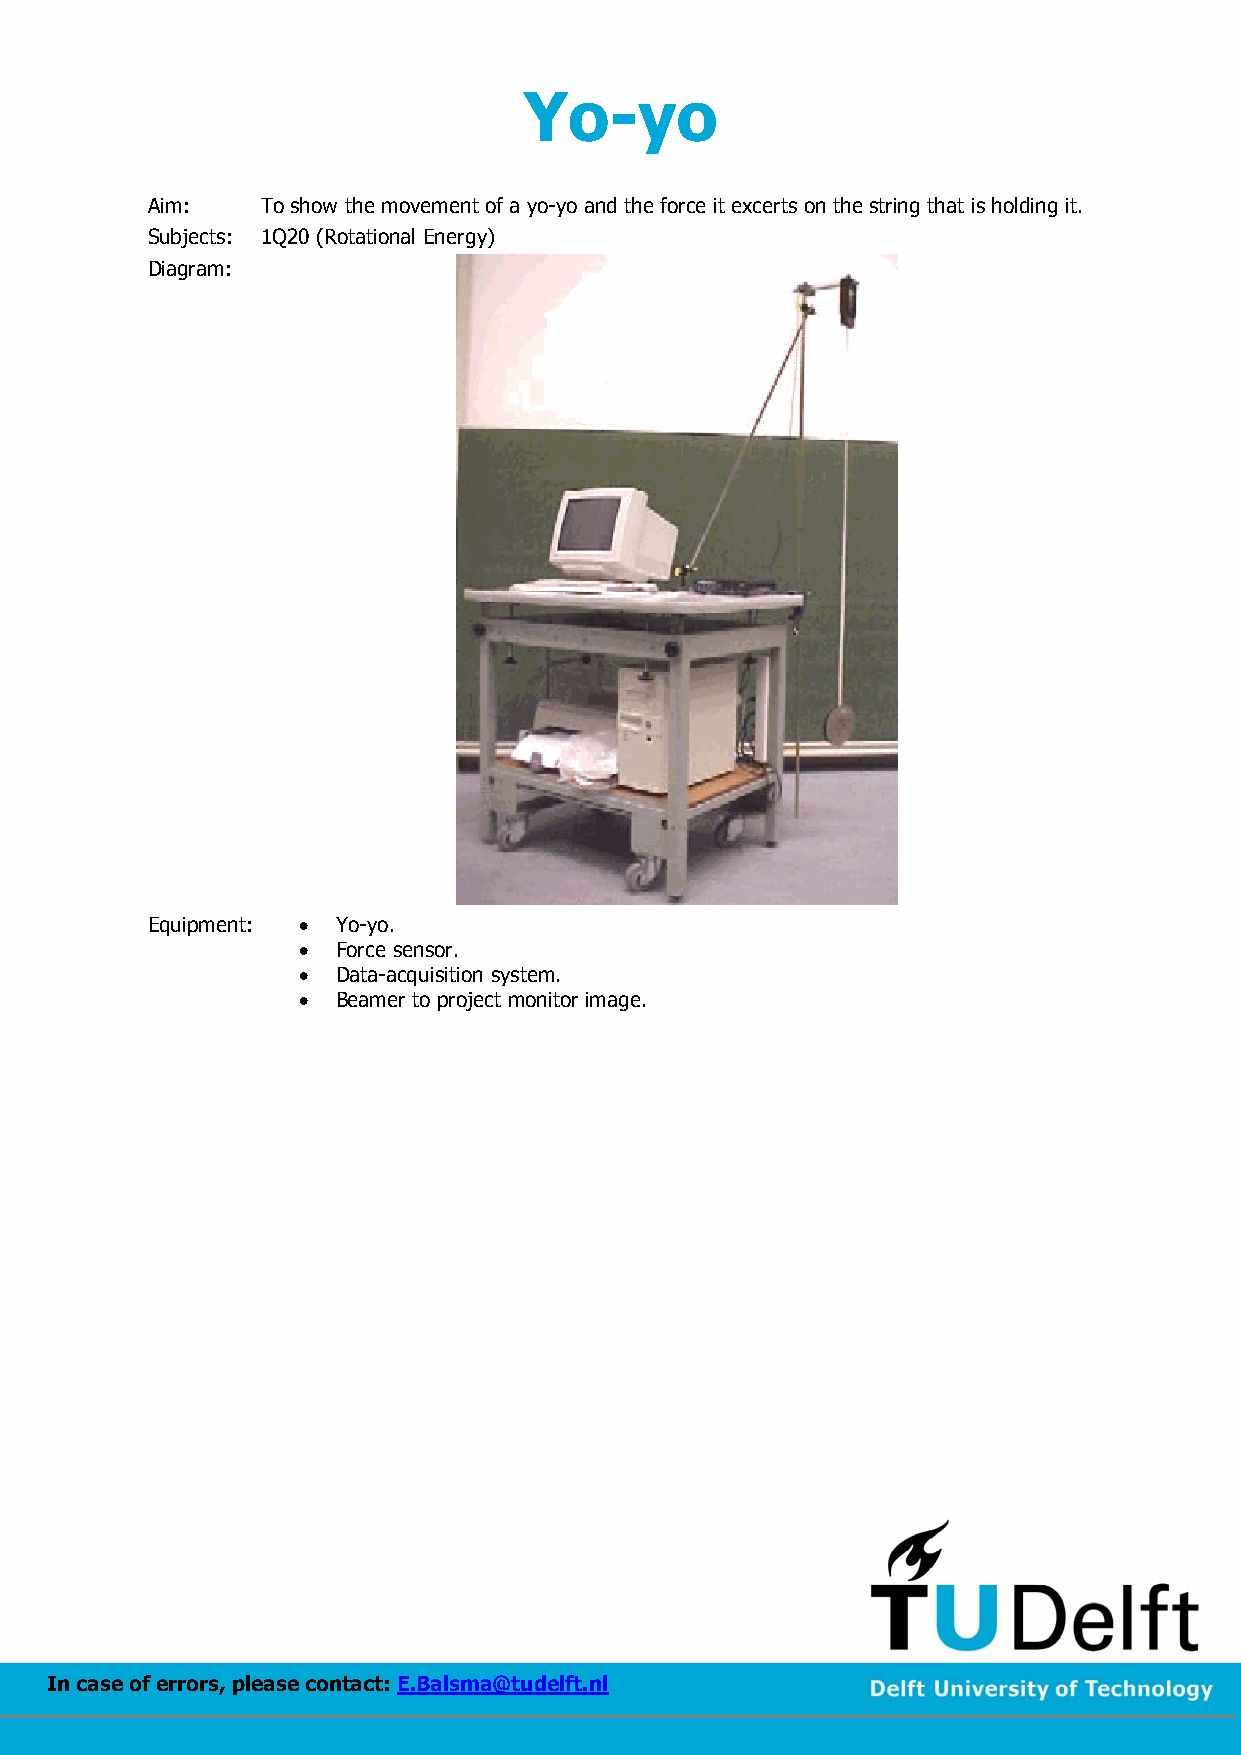 Yo-yo
Aim: To show the movement of a yo-yo and the force it excerts on the string that is holding it.
Subjects: 1Q20 (Rotational Energy)
Diagram:
Equipment: • Yo-yo.
• Force sensor.
• Data-acquisition system.
• Beamer to project monitor image.
TUDelft
In case of errors, please contact: E.Balsma@tudelft.nl
Delft University of Technology